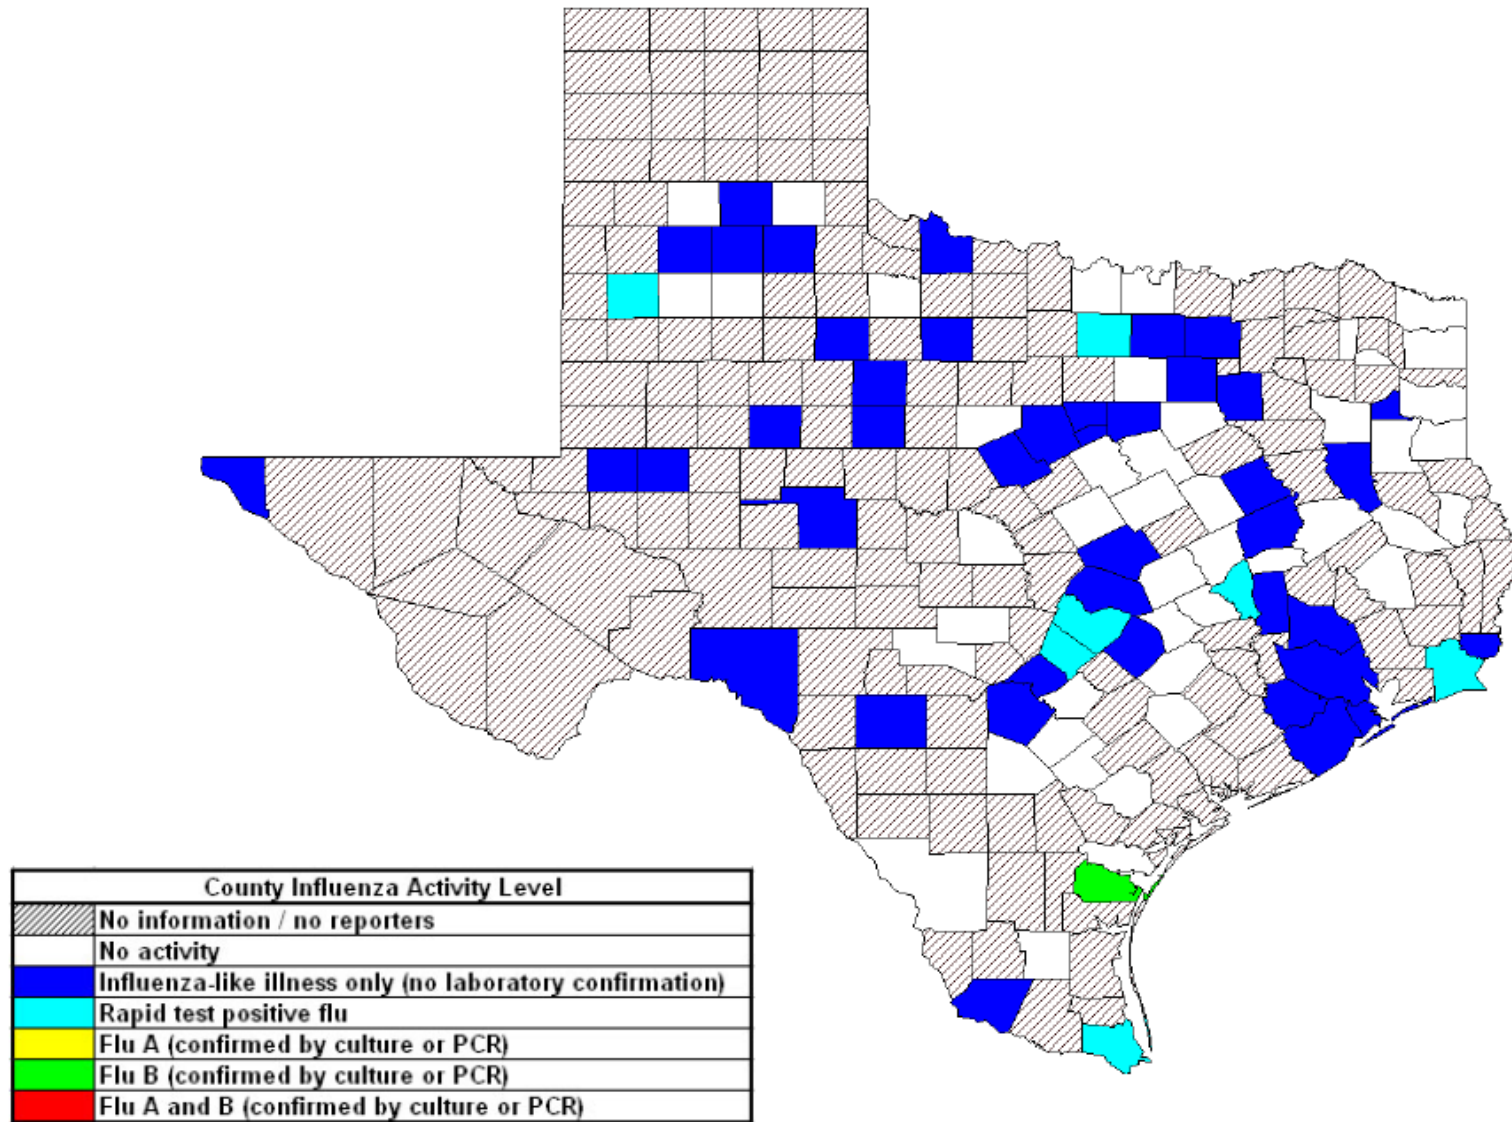 County Influenza Activity Level
No information / no reporters
No activity
Influenza-like illness only (no laboratory confirmation)
Rapid test positive flu
Flu A (confirmed by culture or PCR)
Flu B (confirmed by culture or PCR)
Flu A and B (confirmed by culture or PCR)